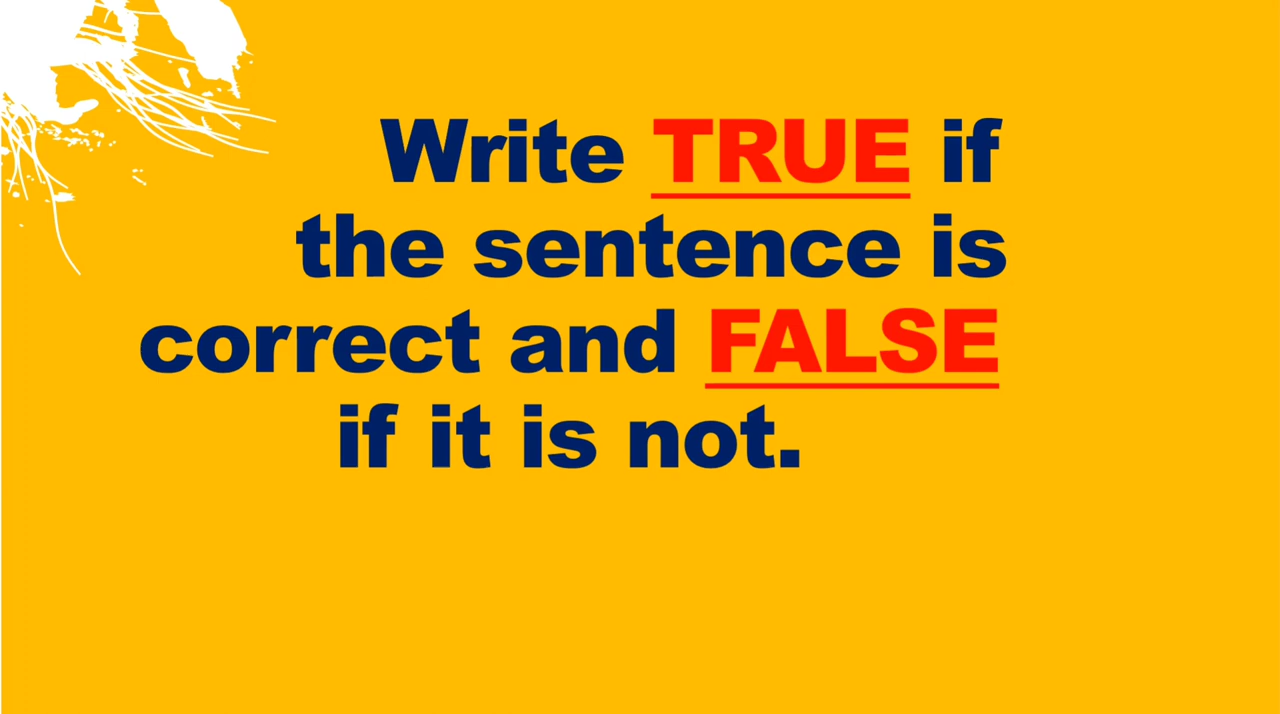 Write TRUE if
the sentence is
correct and FALSE
if it is not.